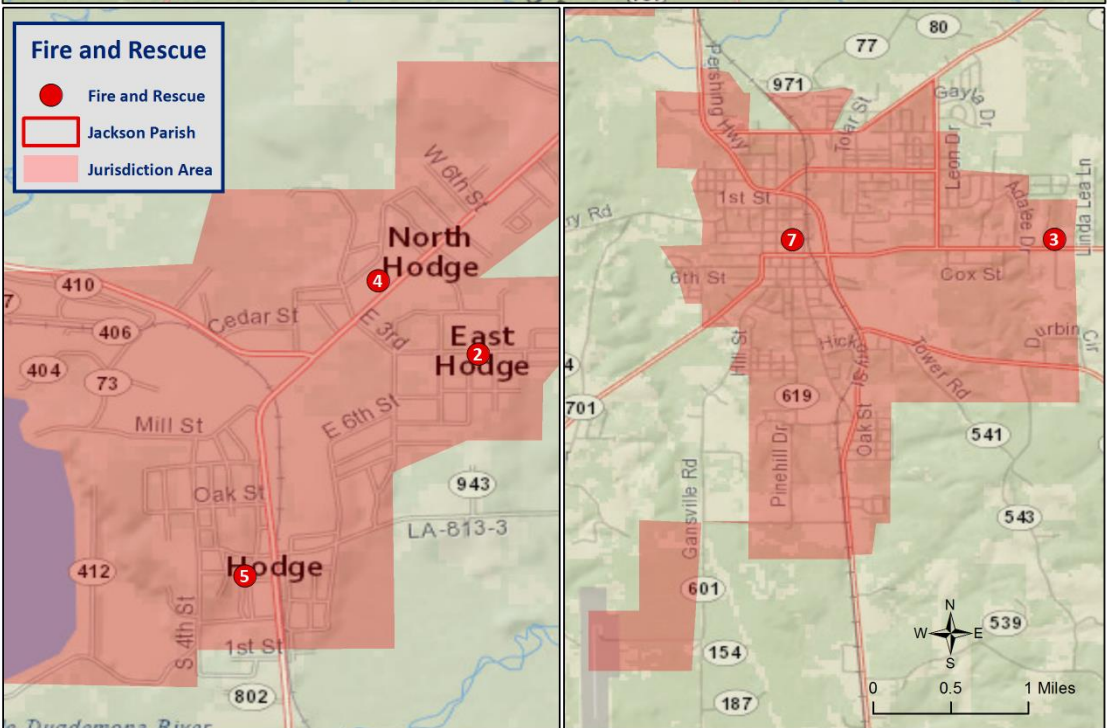 Fire and Rescue
Fire and Rescue
Jackson Parish
Jurisdiction Area
W 6th St
North
Hodge
4
410
7
406
Cedar St
E 3rd
East
Hodge
2
404
73
Mill St
E 6th St
Oak St
943
LA-813-3
Hodge
5
412
S 4th St
1st St
802
80
77
Pershing Hwy
971
Gayla Dr
Tolar St
Leon Dr
Linda Lea Ln
Adalee Dr
1st St
ry Rd
7
3
6th St
Cox St
Durbin
Cir
Hill St
Tower Rd
4
619
701
Oak St
541
Pinehill Dr
Gansville Rd
543
601
N
W
E
S
539
154
0
0.5
1 Miles
187